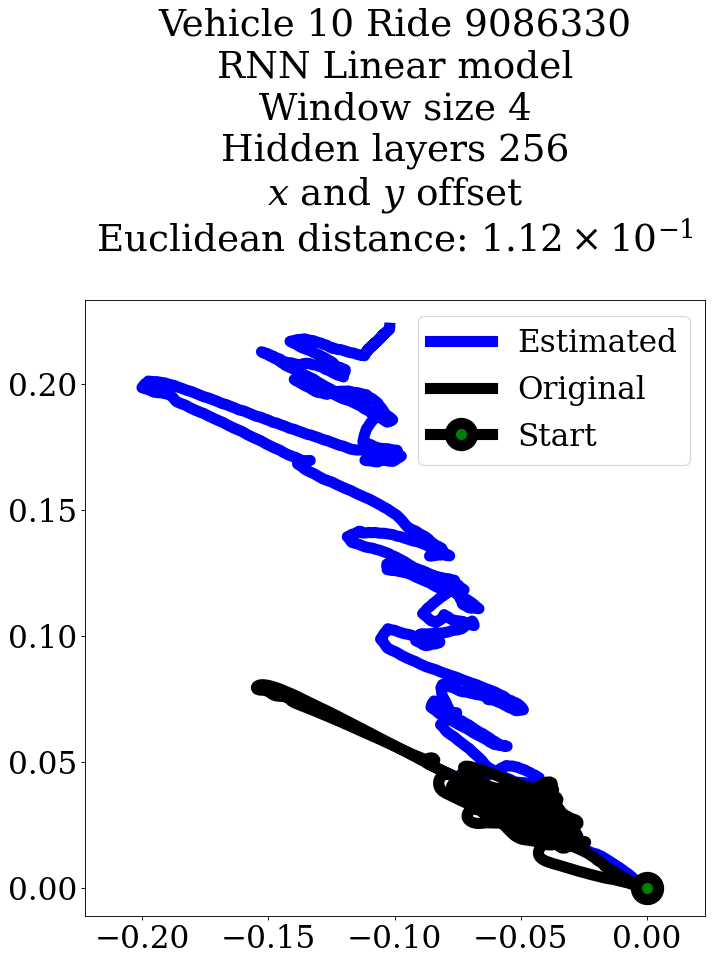 Vehicle 10 Ride 9086330
RNN Linear model
Window size 4
Hidden layers 256
x and y offset
Euclidean distance: 1.12 × 10⁻¹
Estimated
Original
Start
0.20
0.15
0.10
0.05
0.00
−0.20 −0.15 −0.10 −0.05 0.00